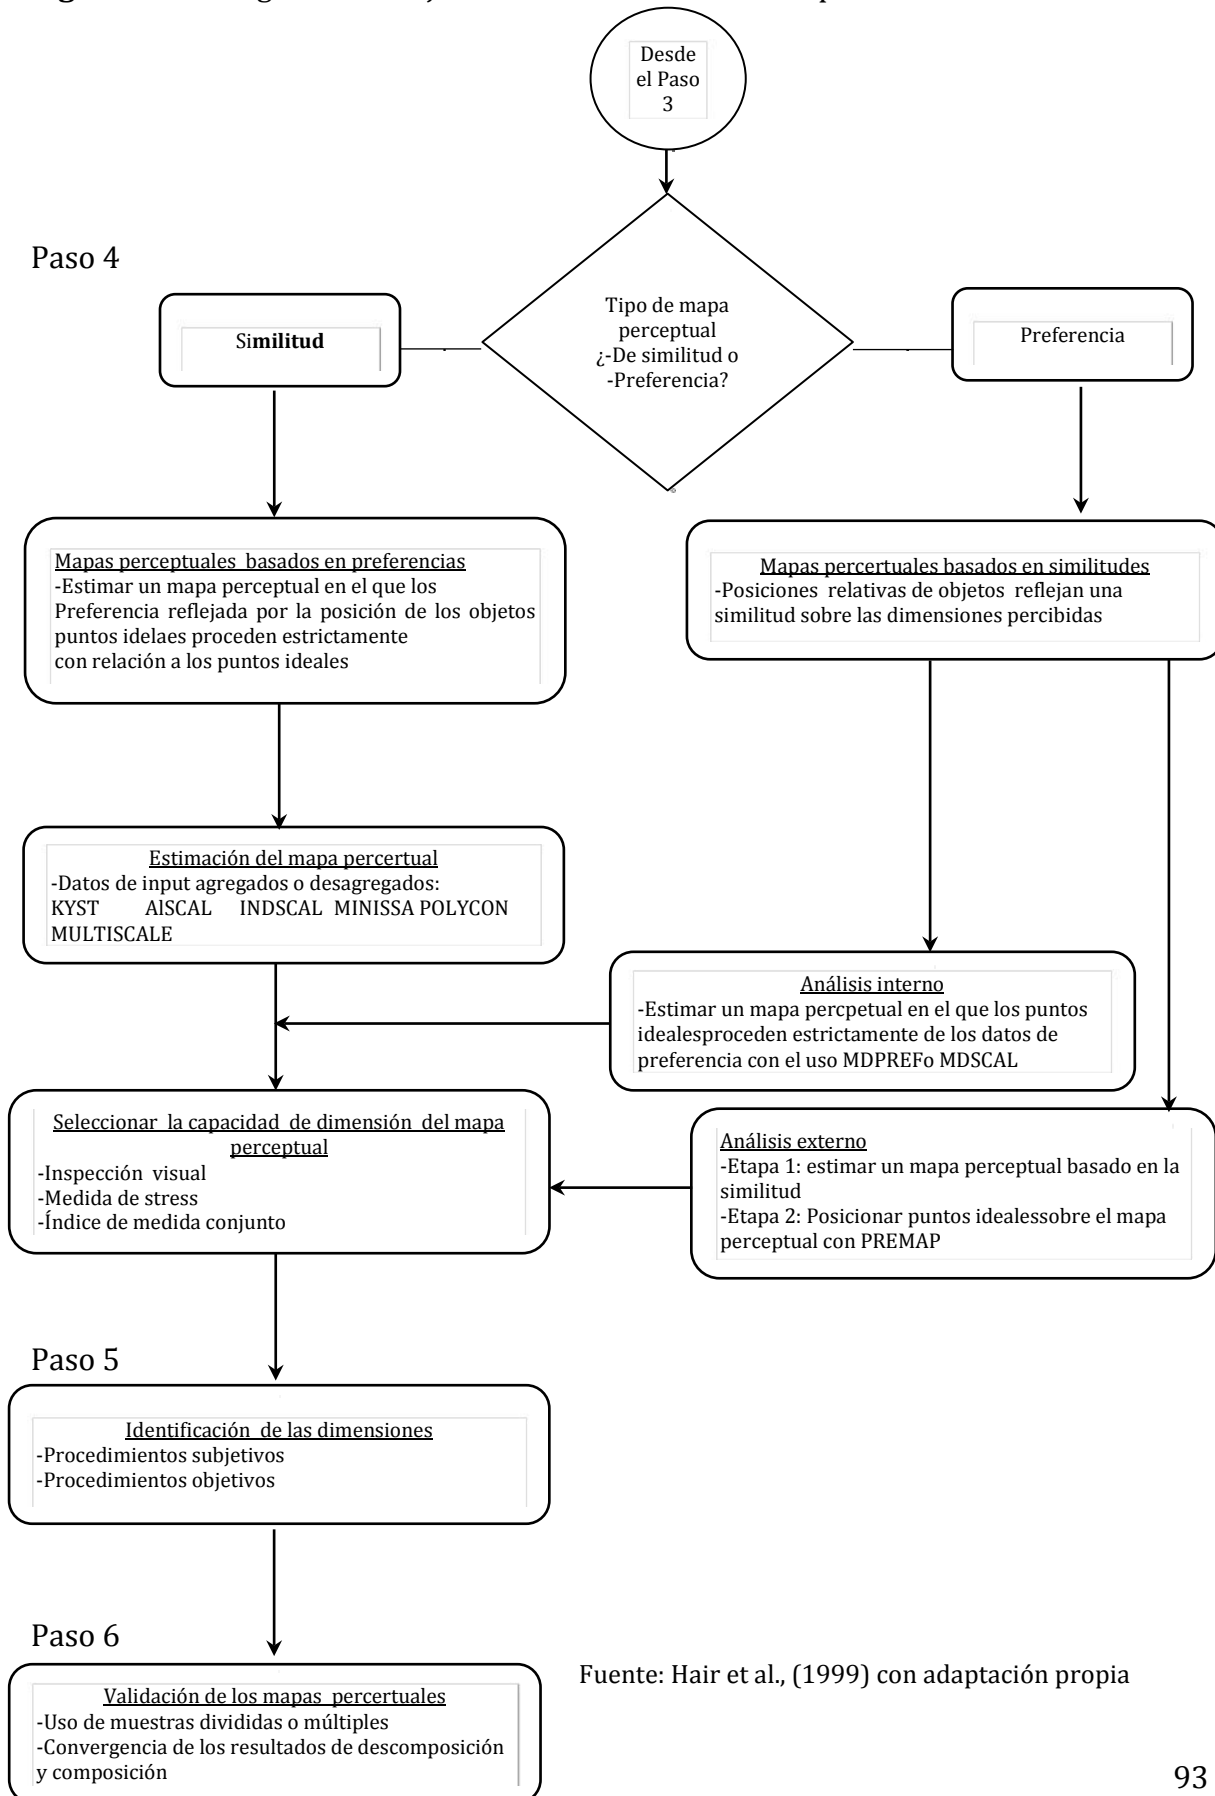 Desde
el Paso
3
Paso 4
Similitud
Tipo de mapa
perceptual
¿-De similitud o
-Preferencia?
Preferencia
Mapas perceptuales basados en preferencias
-Estimar un mapa perceptual en el que los
Preferencia reflejada por la posición de los objetos
puntos idelaes proceden estrictamente
con relación a los puntos ideales
Mapas percertuales basados en similitudes
-Posiciones relativas de objetos reflejan una
similitud sobre las dimensiones percibidas
Estimación del mapa percertual
-Datos de input agregados o desagregados:
KYST AlSCAL INDSCAL MINISSA POLYCON
MULTISCALE
Análisis interno
-Estimar un mapa percpetual en el que los puntos
idealesproceden estrictamente de los datos de
preferencia con el uso MDPREFo MDSCAL
Seleccionar la capacidad de dimensión del mapa
perceptual
-Inspección visual
-Medida de stress
-Índice de medida conjunto
Análisis externo
-Etapa 1: estimar un mapa perceptual basado en la
similitud
-Etapa 2: Posicionar puntos idealessobre el mapa
perceptual con PREMAP
Paso 5
Identificación de las dimensiones
-Procedimientos subjetivos
-Procedimientos objetivos
Paso 6
Fuente: Hair et al., (1999) con adaptación propia
Validación de los mapas percertuales
-Uso de muestras divididas o múltiples
-Convergencia de los resultados de descomposición
y composición
93